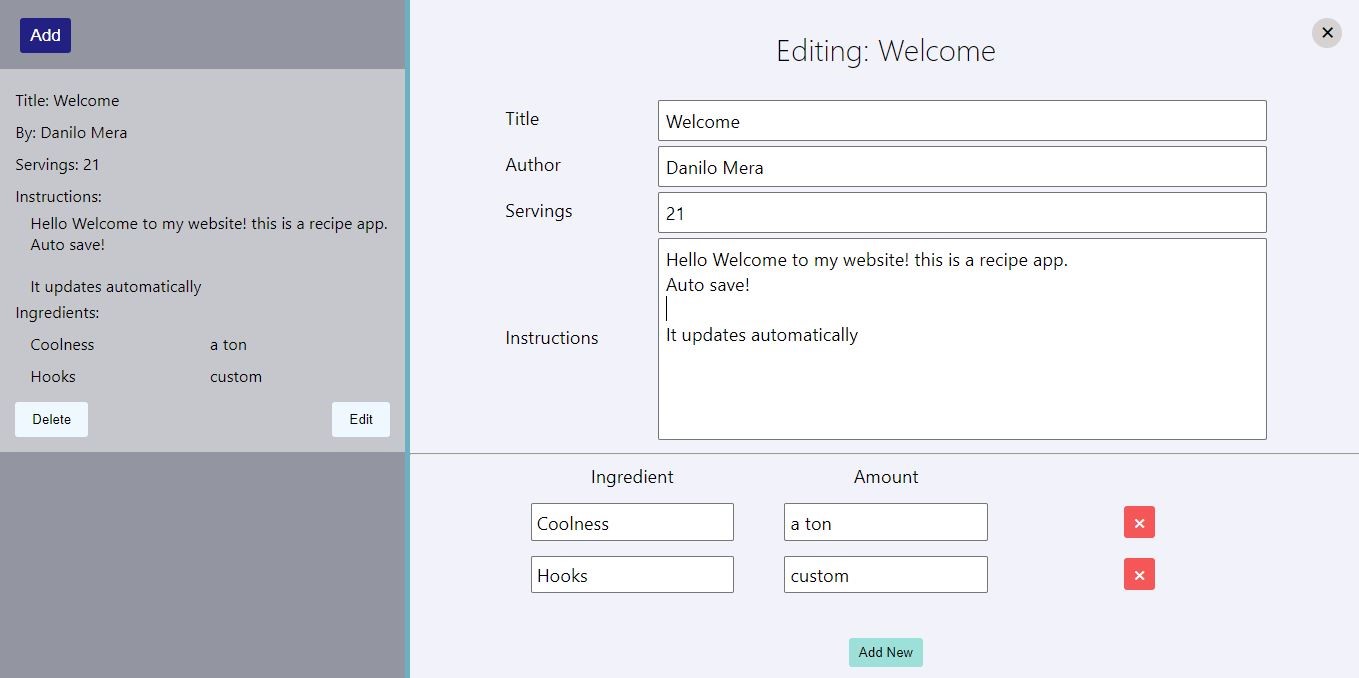 Add
Title: Welcome
By: Danilo Mera
Servings: 21
Instructions:
Hello Welcome to my website! this is a recipe app.
Auto save!
It updates automatically
Ingredients:
Coolness a ton
Hooks custom
Delete Edit
Editing: Welcome
Title Welcome
Author Danilo Mera
Servings 21
Instructions
Hello Welcome to my website! this is a recipe app.
Auto save!
It updates automatically
Ingredient Amount
Coolness a ton
Hooks custom
Add New